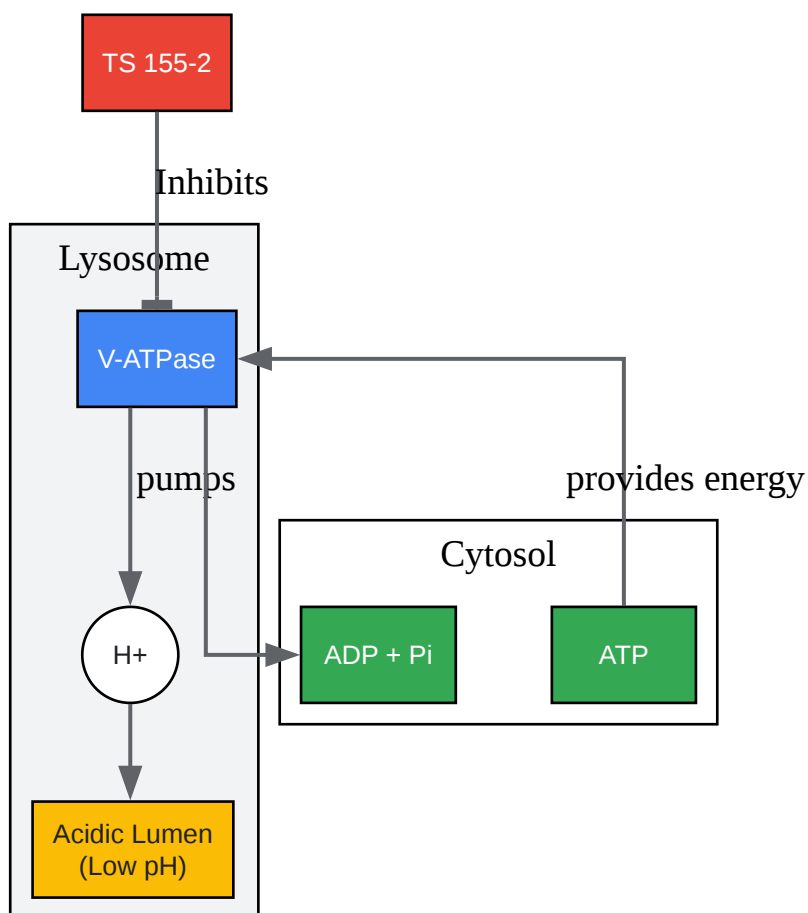 TS 155-2
Inhibits
Lysosome
V-ATPase
pumps
provides energy
Cytosol
H+
ADP + Pi
ATP
Acidic Lumen
(Low pH)